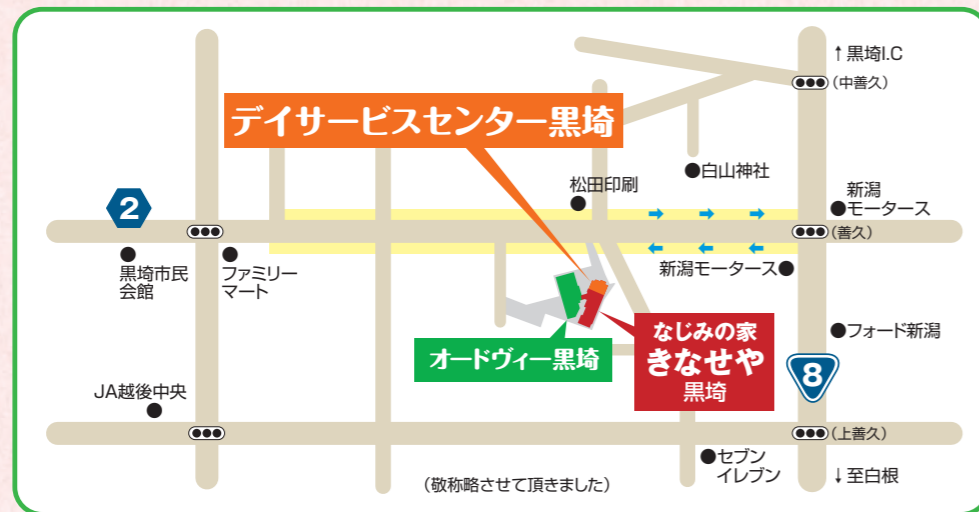 ↑黒埼I.C
(中善久)
デイサービスセンター黒埼
白山神社
松田印刷
新潟
モータース
2
(善久)
黒埼市民
会館
ファミリー
マート
新潟モータース
なじみの家
きなせや
黒埼
オードヴィー黒埼
フォード新潟
8
JA越後中央
(上善久)
セブン
イレブン
↓至白根
(敬称略させて頂きました)